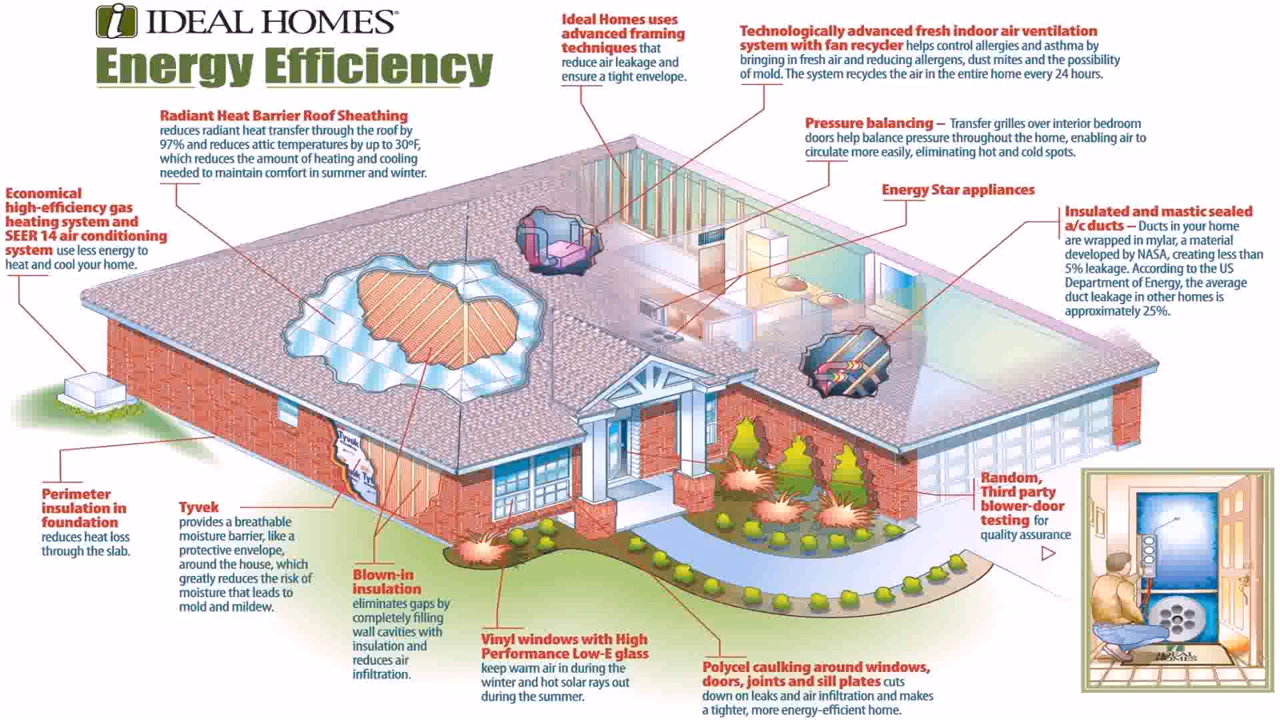 i IDEAL HOMES
Energy Efficiency
Ideal Homes uses
advanced framing
techniques that
reduce air leakage and
ensure a tight envelope.
Technologically advanced fresh indoor air ventilation
system with fan recycler helps control allergies and asthma by
bringing in fresh air and reducing allergens, dust mites and the possibility
of mold. The system recycles the air in the entire home every 24 hours.
Radiant Heat Barrier Roof Sheathing
reduces radiant heat transfer through the roof by
97% and reduces attic temperatures by up to 30ºF,
which reduces the amount of heating and cooling
needed to maintain comfort in summer and winter.
Pressure balancing – Transfer grilles over interior bedroom
doors help balance pressure throughout the home, enabling air to
circulate more easily, eliminating hot and cold spots.
Energy Star appliances
Economical
high-efficiency gas
heating system and
SEER 14 air conditioning
system use less energy to
heat and cool your home.
Insulated and mastic sealed
a/c ducts – Ducts in your home
are wrapped in mylar, a material
developed by NASA, creating less than
5% leakage. According to the US
Department of Energy, the average
duct leakage in other homes is
approximately 25%.
Tyvek
Perimeter
insulation in
foundation
reduces heat loss
through the slab.
Tyvek
provides a breathable
moisture barrier, like a
protective envelope,
around the house, which
greatly reduces the risk of
moisture that leads to
mold and mildew.
Blown-in
insulation
eliminates gaps by
completely filling
wall cavities with
insulation and
reduces air
infiltration.
Vinyl windows with High
Performance Low-E glass
keep warm air in during the
winter and hot solar rays out
during the summer.
Polycel caulking around windows,
doors, joints and sill plates cuts
down on leaks and air infiltration and makes
a tighter, more energy-efficient home.
Random,
Third party
blower-door
testing for
quality assurance
IDEAL
HOMES